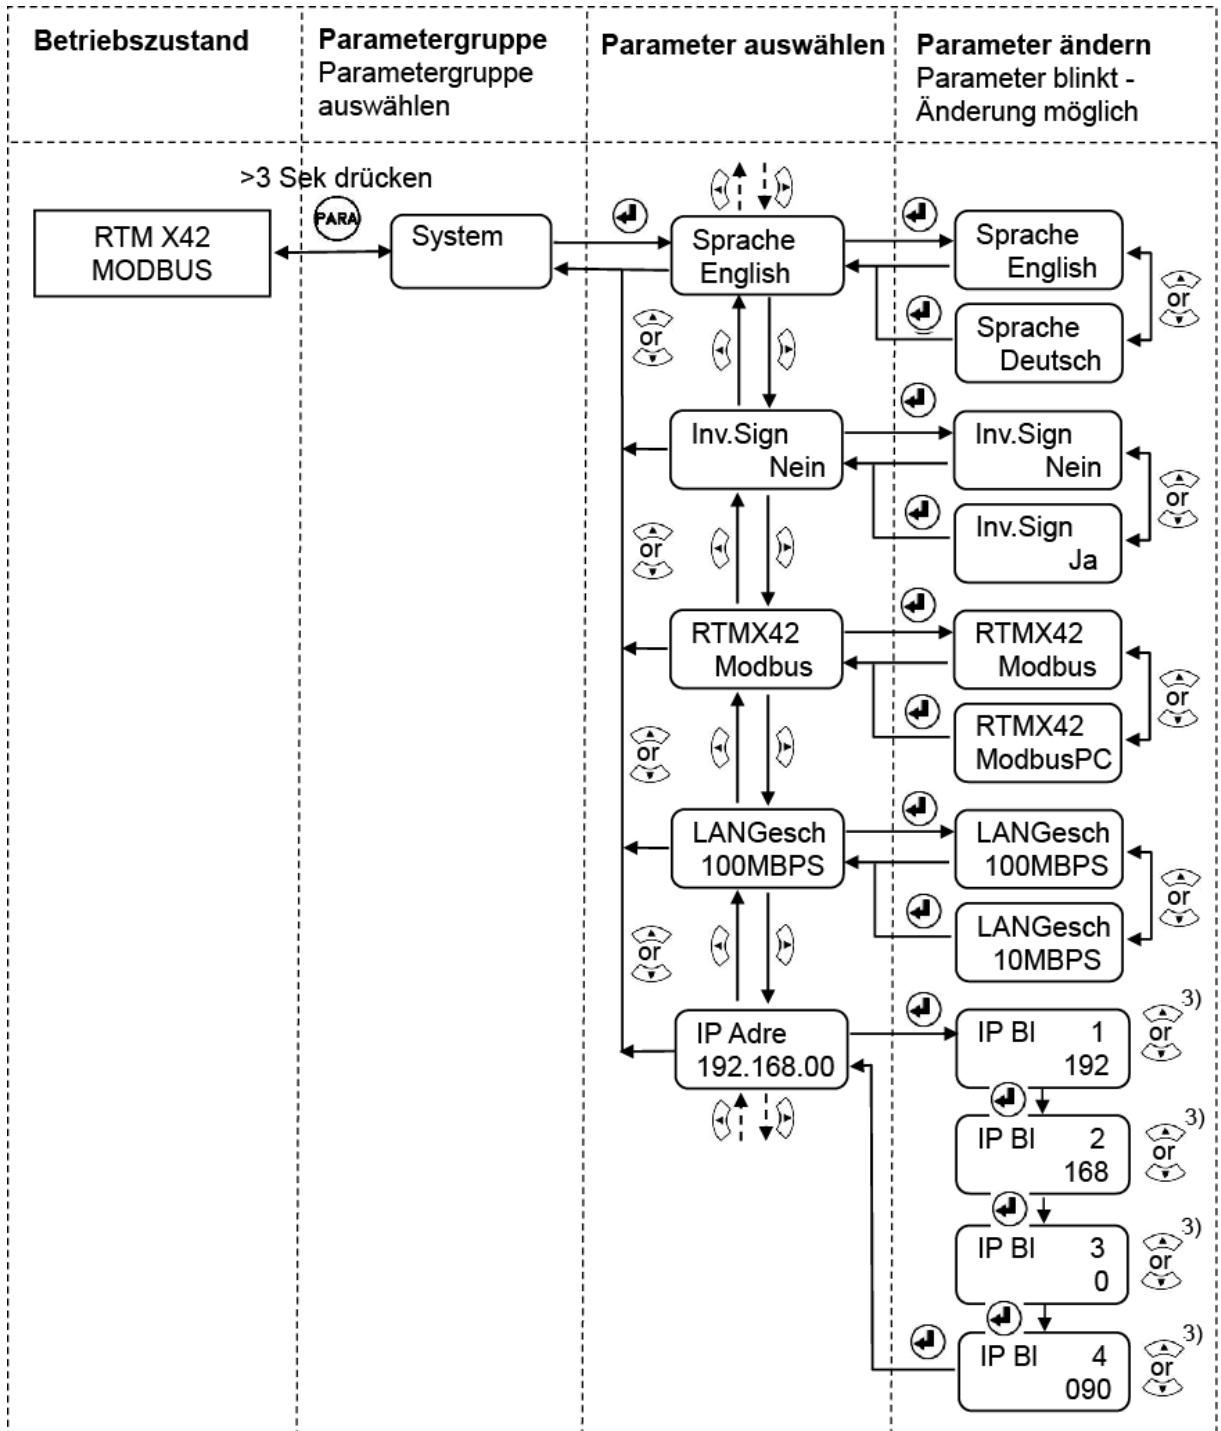 Betriebszustand
Parametergruppe
Parametergruppe
auswählen
Parameter auswählen
Parameter ändern
Parameter blinkt -
Änderung möglich
>3 Sek drücken
PARA
RTM X42
MODBUS
System
Sprache
English
Sprache
English
or
Sprache
Deutsch
or
Inv.Sign
Nein
Inv.Sign
Nein
or
Inv.Sign
Ja
or
RTMX42
Modbus
RTMX42
Modbus
or
RTMX42
ModbusPC
or
LANGesch
100MBPS
LANGesch
100MBPS
or
LANGesch
10MBPS
or
IP Adre
192.168.00
IP BI 1
192
or 3)
IP BI 2
168
or 3)
IP BI 3
0
or 3)
IP BI 4
090
or 3)